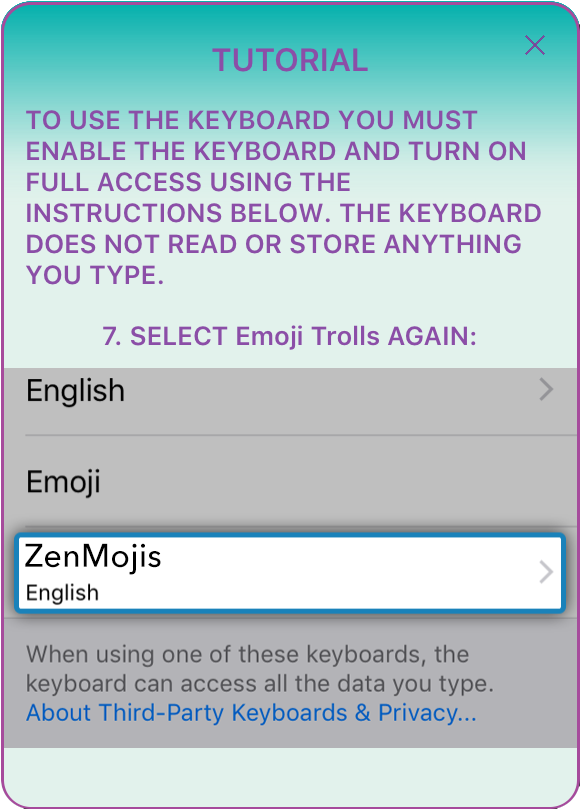 TUTORIAL
TO USE THE KEYBOARD YOU MUST
ENABLE THE KEYBOARD AND TURN ON
FULL ACCESS USING THE
INSTRUCTIONS BELOW. THE KEYBOARD
DOES NOT READ OR STORE ANYTHING
YOU TYPE.
7. SELECT Emoji Trolls AGAIN:
English
Emoji
ZenMojis
English
When using one of these keyboards, the
keyboard can access all the data you type.
About Third-Party Keyboards & Privacy...